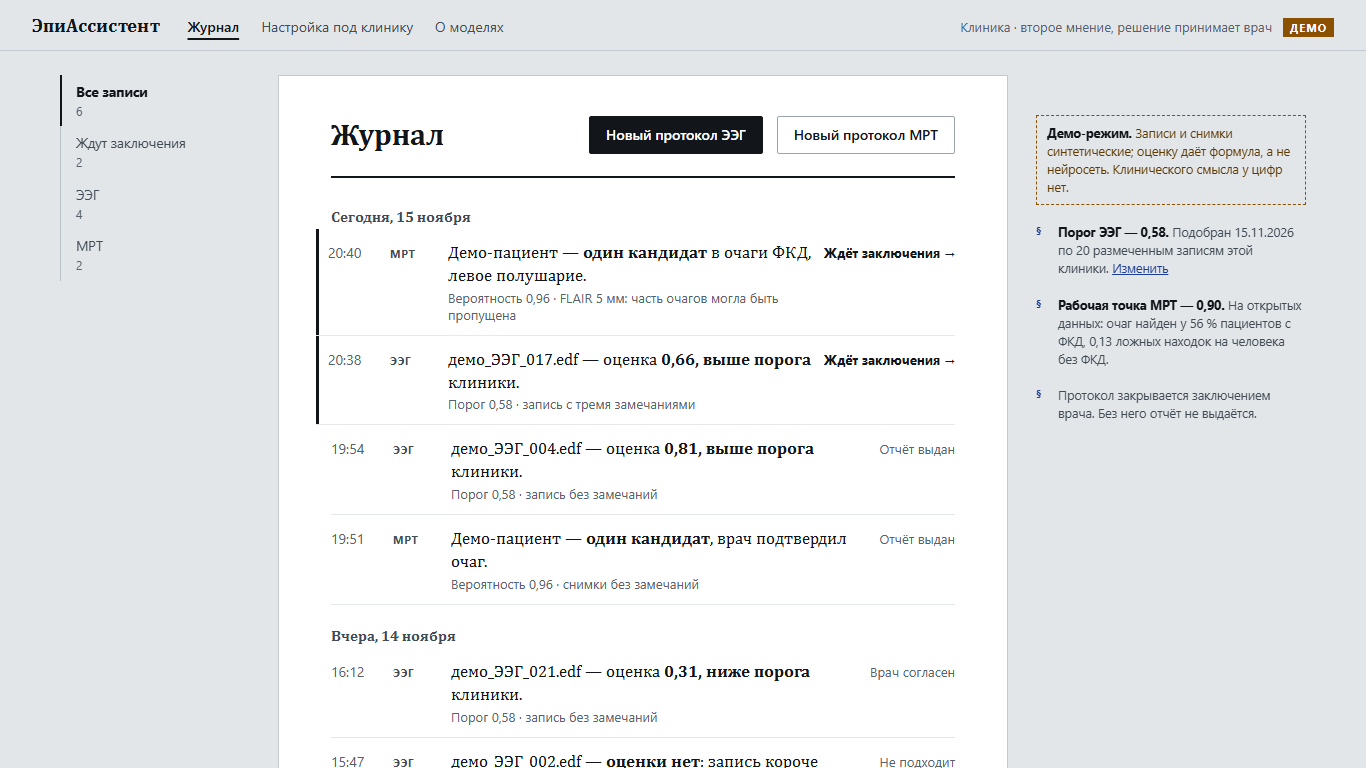 ЭпиАссистент
Журнал
Настройка под клинику
О моделях
Клиника · второе мнение, решение принимает врач
ДЕМО
Все записи
6
Ждут заключения
2
ЭЭГ
4
МРТ
2
Журнал
Новый протокол ЭЭГ
Новый протокол МРТ
Сегодня, 15 ноября
20:40 МРТ Демо-пациент — один кандидат в очаги ФКД, Ждёт заключения →
левое полушарие.
Вероятность 0,96 · FLAIR 5 мм: часть очагов могла быть
пропущена
20:38 ЭЭГ демо_ЭЭГ_017.edf — оценка 0,66, выше порога Ждёт заключения →
клиники.
Порог 0,58 · запись с тремя замечаниями
19:54 ЭЭГ демо_ЭЭГ_004.edf — оценка 0,81, выше порога Отчёт выдан
клиники.
Порог 0,58 · запись без замечаний
19:51 МРТ Демо-пациент — один кандидат, врач подтвердил Отчёт выдан
очаг.
Вероятность 0,96 · снимки без замечаний
Вчера, 14 ноября
16:12 ЭЭГ демо_ЭЭГ_021.edf — оценка 0,31, ниже порога Врач согласен
клиники.
Порог 0,58 · запись без замечаний
15:47 ЭЭГ демо_ЭЭГ_002.edf — оценки нет: запись короче Не подходит
Демо-режим. Записи и снимки
синтетические; оценку даёт формула, а не
нейросеть. Клинического смысла у цифр
нет.
§ Порог ЭЭГ — 0,58. Подобран 15.11.2026
по 20 размеченным записям этой
клиники. Изменить
§ Рабочая точка МРТ — 0,90. На открытых
данных: очаг найден у 56 % пациентов с
ФКД, 0,13 ложных находок на человека
без ФКД.
§ Протокол закрывается заключением
врача. Без него отчёт не выдаётся.